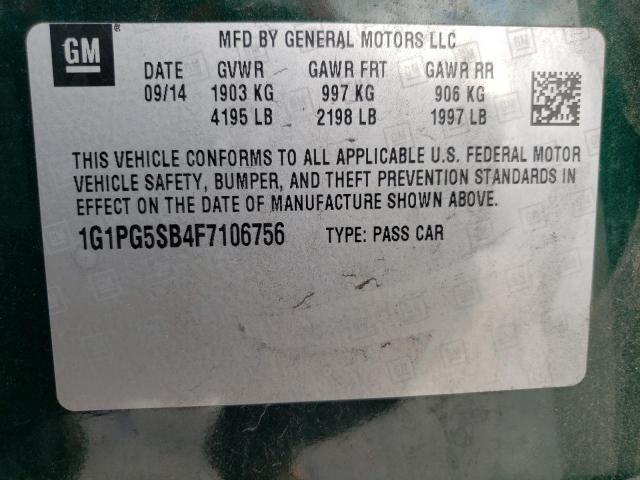 GM ®
MFD BY GENERAL MOTORS LLC
DATE GVWR GAWR FRT GAWR RR
09/14 1903 KG 997 KG 906 KG
4195 LB 2198 LB 1997 LB
THIS VEHICLE CONFORMS TO ALL APPLICABLE U.S. FEDERAL MOTOR
VEHICLE SAFETY, BUMPER, AND THEFT PREVENTION STANDARDS IN
EFFECT ON THE DATE OF MANUFACTURE SHOWN ABOVE.
1G1PG5SB4F7106756 TYPE: PASS CAR